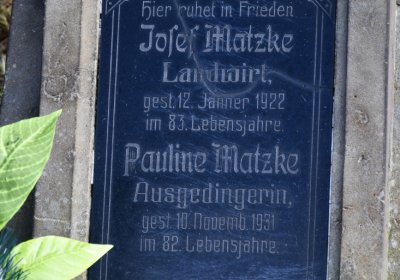 Hier ruhet in Frieden
Josef Matzke
Landwirt,
gest. 12. Jänner 1922
im 83. Lebensjahre.
Pauline Matzke
Ausgedingerin,
gest. 10. Novemb. 1931
im 82. Lebensjahre.